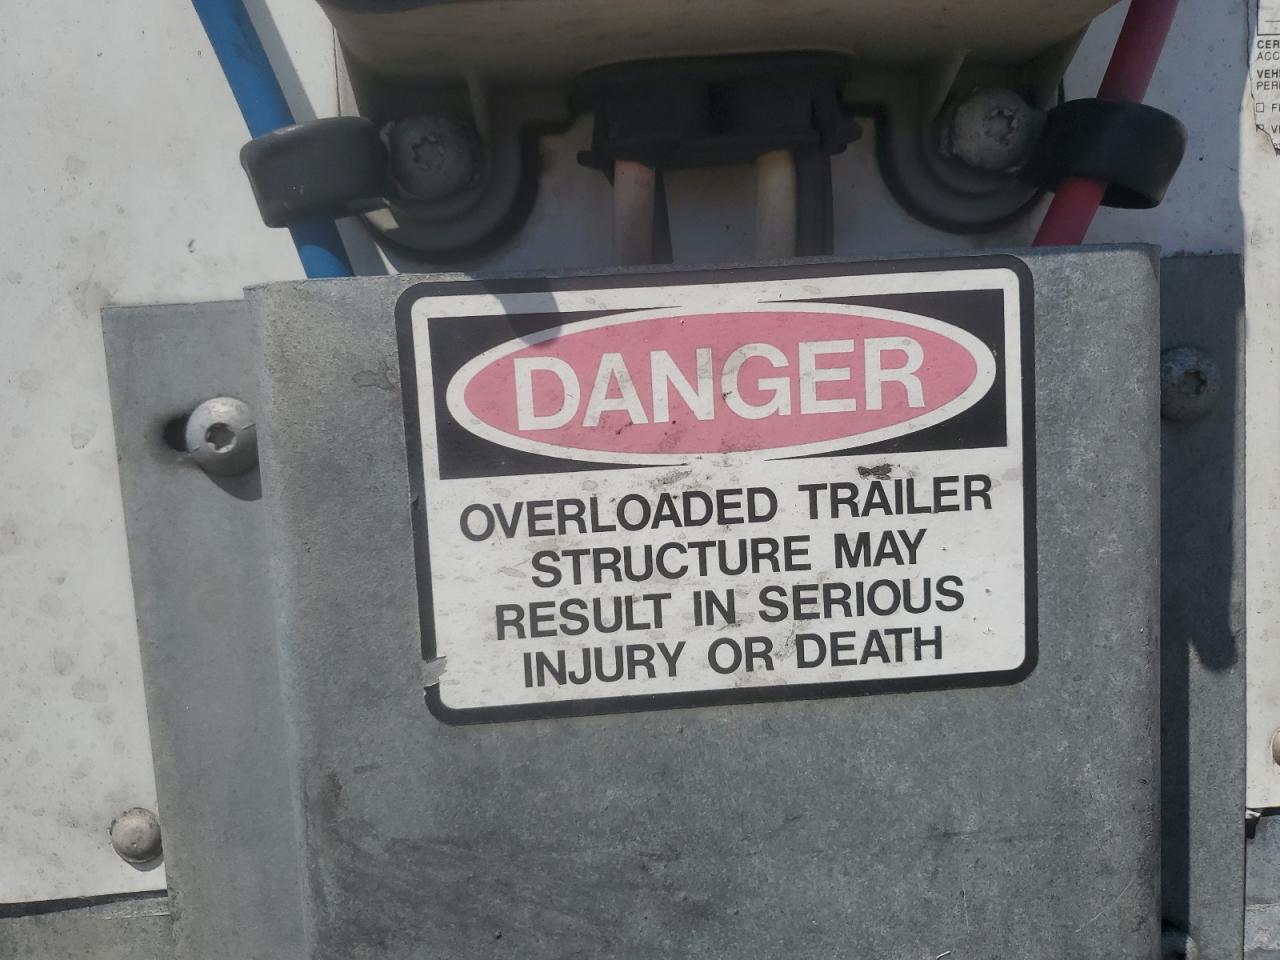 DANGER
OVERLOADED TRAILER
STRUCTURE MAY
RESULT IN SERIOUS
INJURY OR DEATH